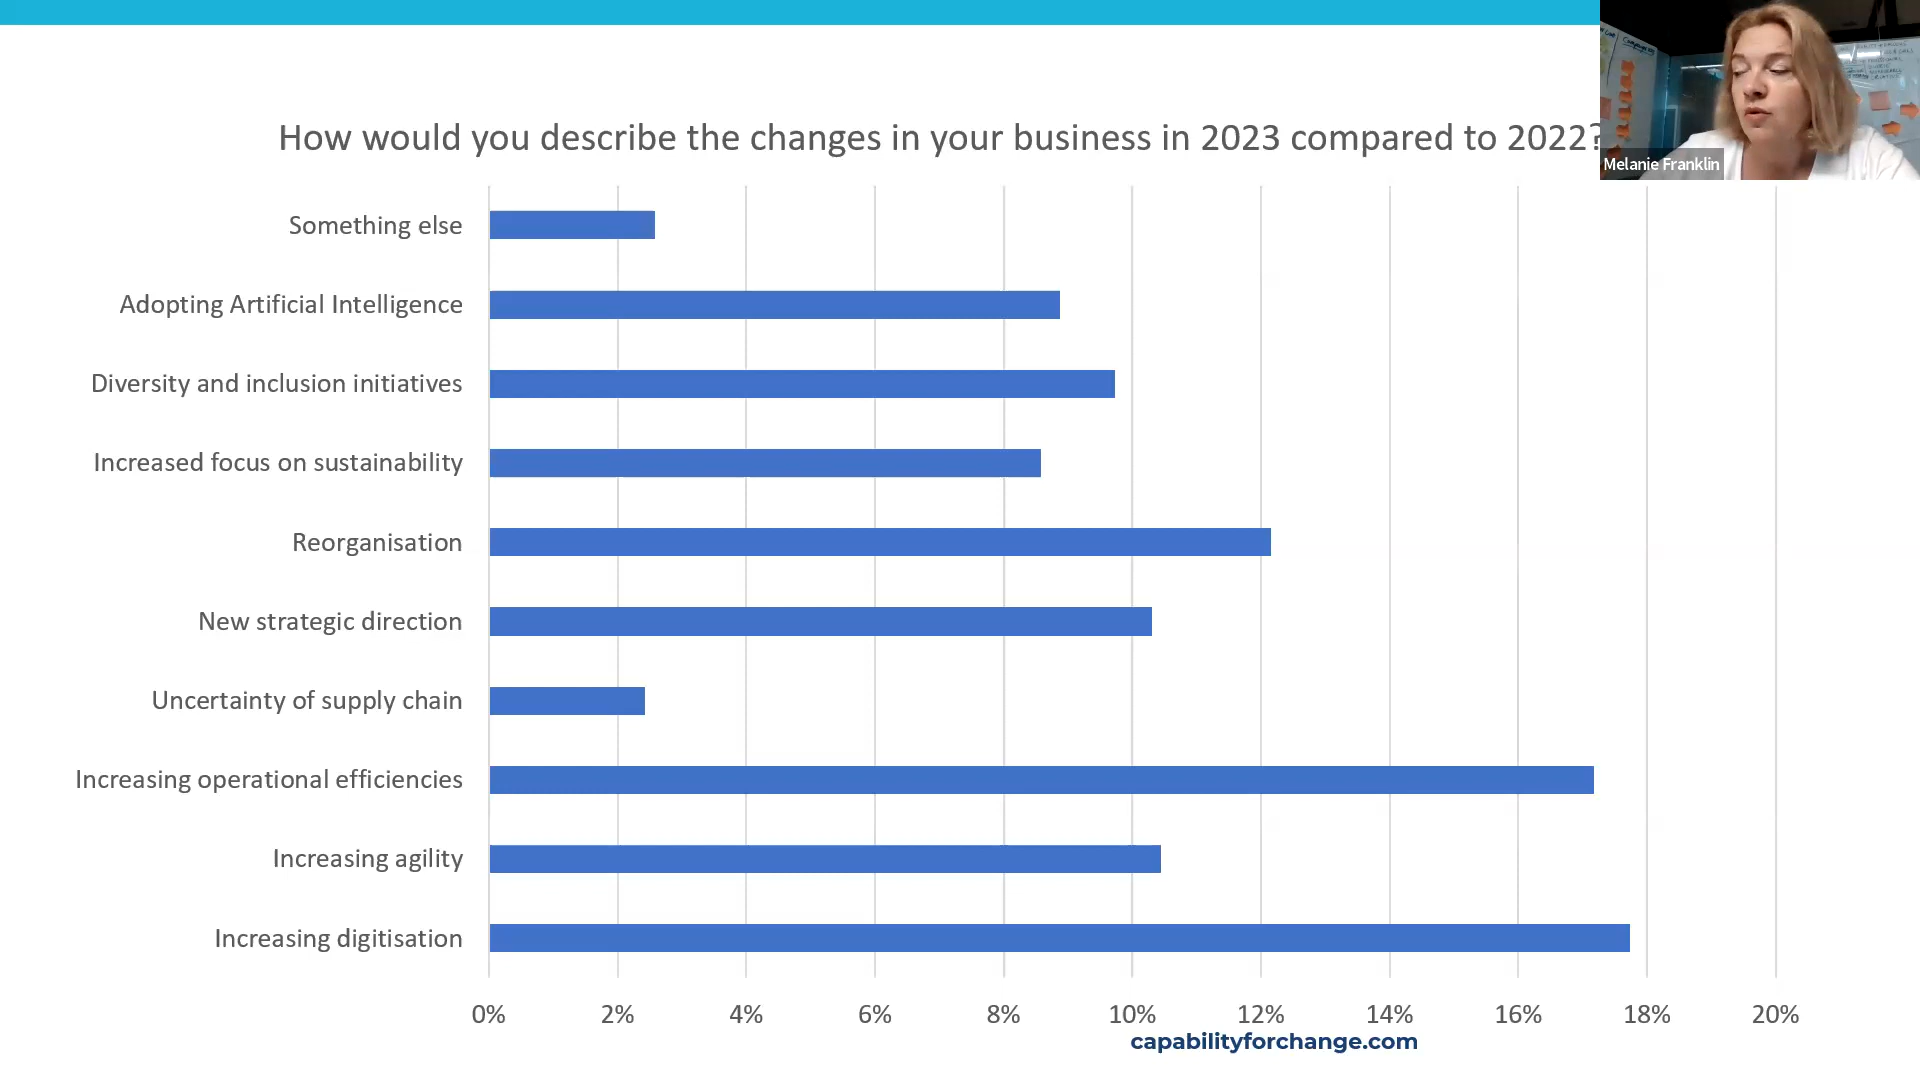 How would you describe the changes in your business in 2023 compared to 2022?
Melanie Franklin
Something else
Adopting Artificial Intelligence
Diversity and inclusion initiatives
Increased focus on sustainability
Reorganisation
New strategic direction
Uncertainty of supply chain
Increasing operational efficiencies
Increasing agility
Increasing digitisation
0% 2% 4% 6% 8% 10% 12% 14% 16% 18% 20%
capabilityforchange.com